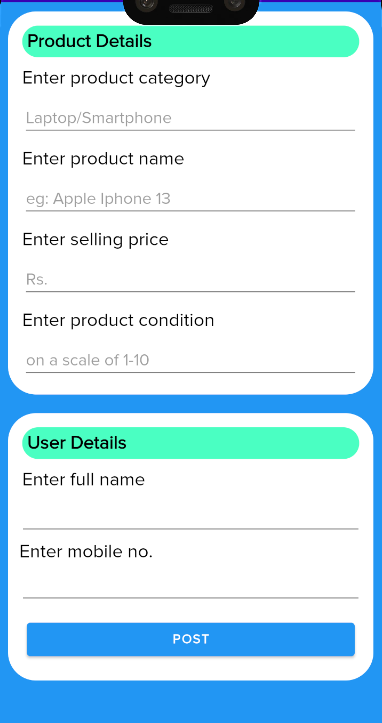 Product Details
Enter product category
Laptop/Smartphone
Enter product name
eg: Apple Iphone 13
Enter selling price
Rs.
Enter product condition
on a scale of 1-10
User Details
Enter full name
Enter mobile no.
POST